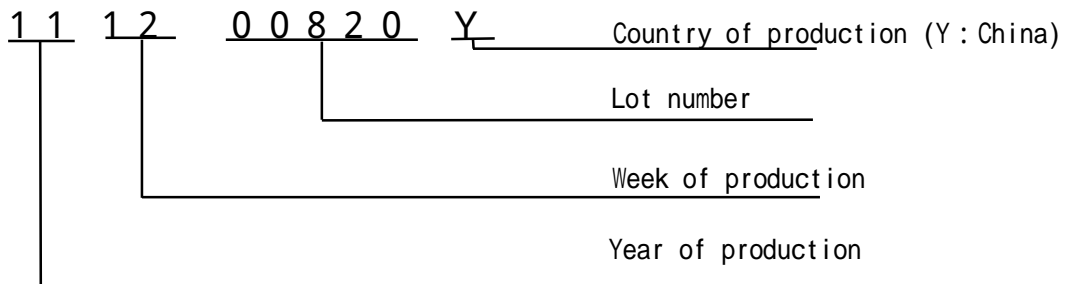 11 12 00820 Y Country of production (Y：China)
Lot number
Week of production
Year of production